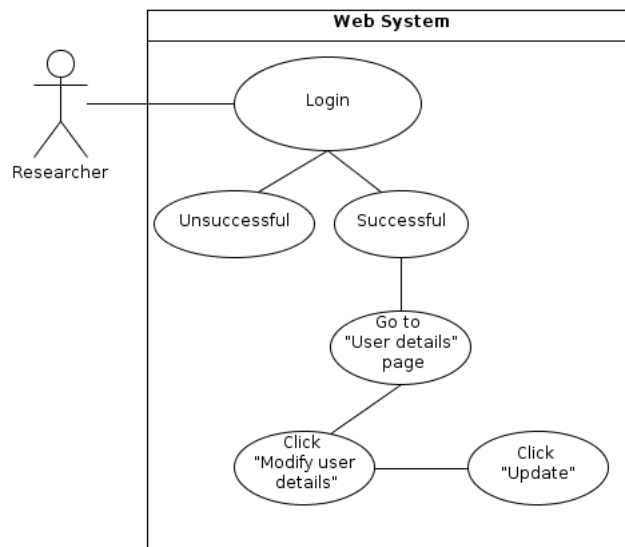 Web System
Login
Researcher
Unsuccessful
Successful
Go to
"User details"
page
Click
"Modify user
details"
Click
"Update"